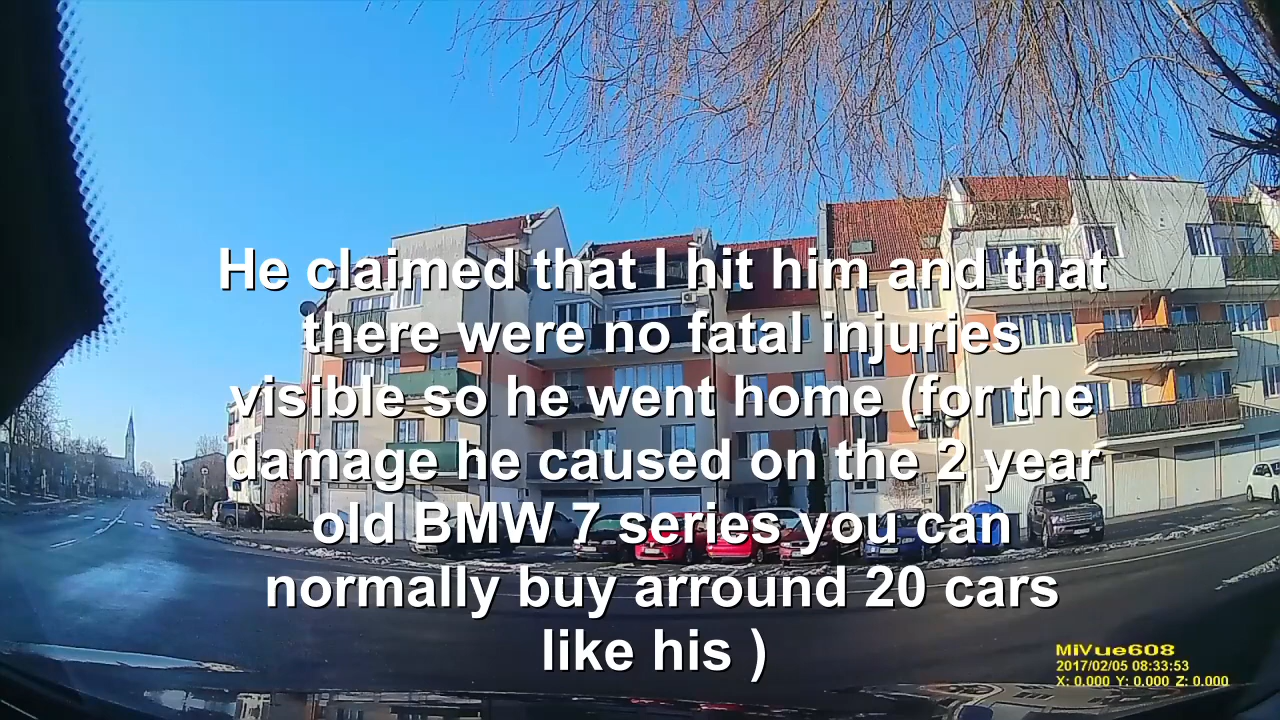 He claimed that I hit him and that
there were no fatal injuries
visible so he went home (for the
damage he caused on the 2 year
old BMW 7 series you can
normally buy arround 20 cars
like his )
MiVue608
2017/02/05 08:33:53
X: 0.000 Y: 0.000 Z: 0.000